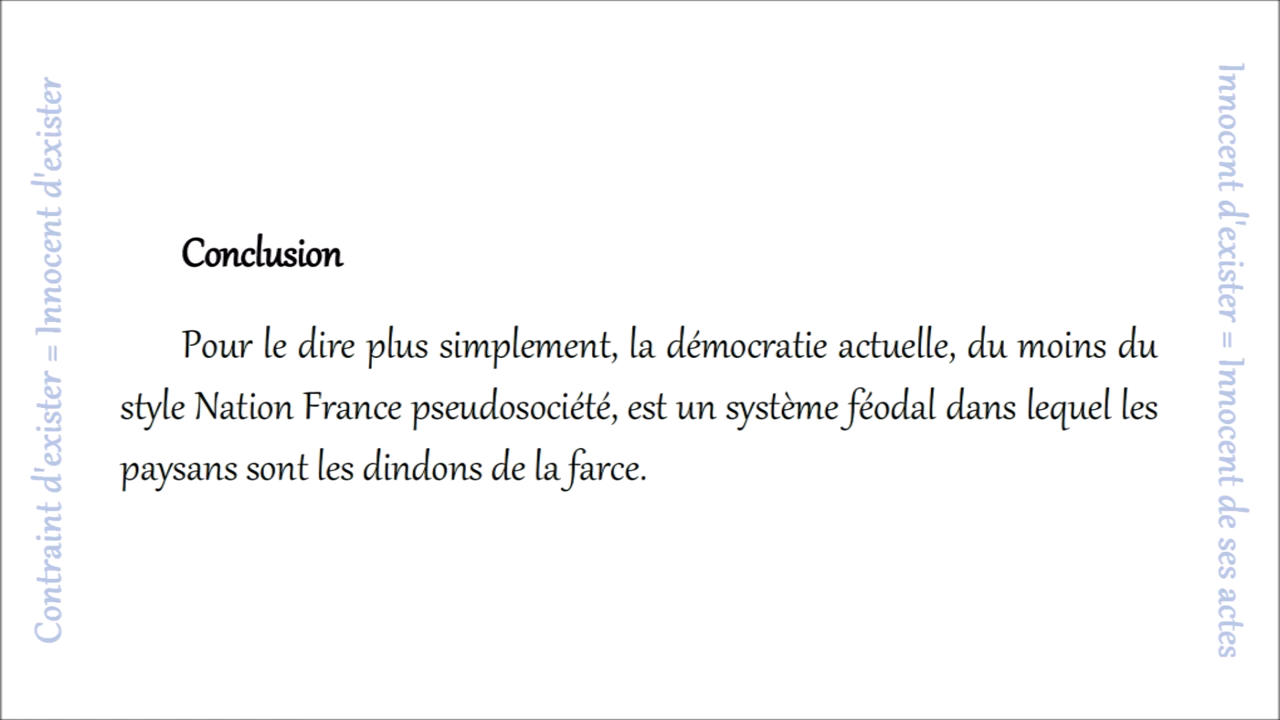 Contraint d'exister = Innocent d'exister
Conclusion
Pour le dire plus simplement, la démocratie actuelle, du moins du
style Nation France pseudosociété, est un système féodal dans lequel les
paysans sont les dindons de la farce.
Innocent d'exister = Innocent de ses actes